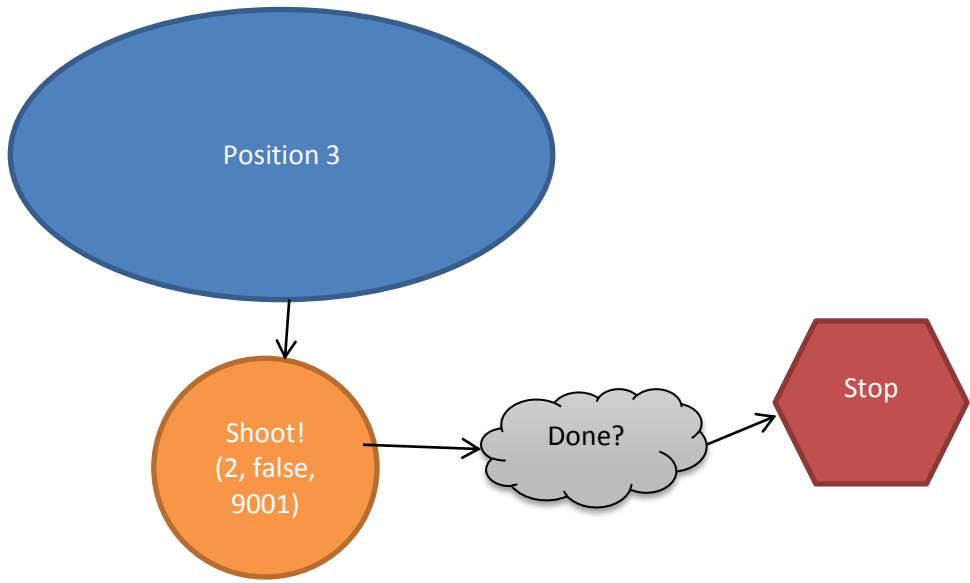 Position 3
Shoot!
(2, false,
9001)
Done?
Stop